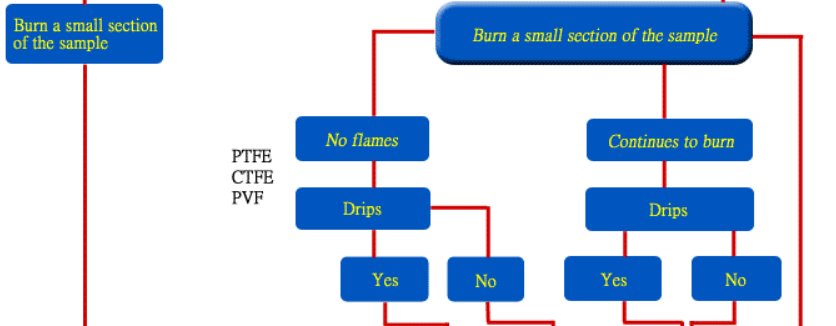 Burn a small section
of the sample
Burn a small section of the sample
No flames
Continues to burn
PTFE
CTFE
PVF
Drips
Drips
Yes
No
Yes
No